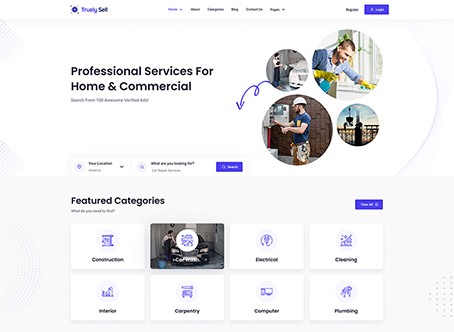 Truely Sell
Home
About
Categories
Blog
Contact Us
Pages
Register
Login
Professional Services For
Home & Commercial
Search From 100 Awesome Verified Ads!
Your Location
America
What are you looking for?
Car Repair Services
Search
Featured Categories
What do you need to find?
View All
Construction
Car Wash
Electrical
Cleaning
Interior
Carpentry
Computer
Plumbing